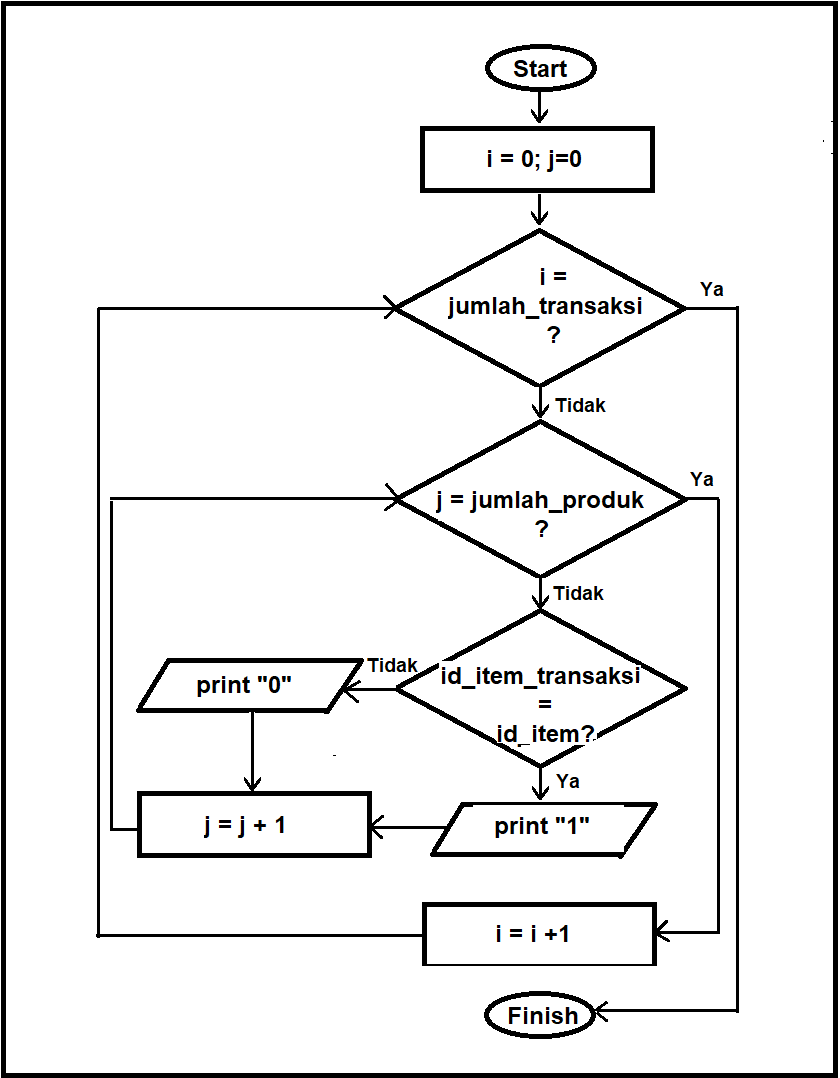 Start
i = 0; j=0
i =
jumlah_transaksi
?
Ya
Tidak
j = jumlah_produk
?
Ya
Tidak
id_item_transaksi
=
id_item?
Tidak
print "0"
Ya
print "1"
j = j + 1
i = i +1
Finish